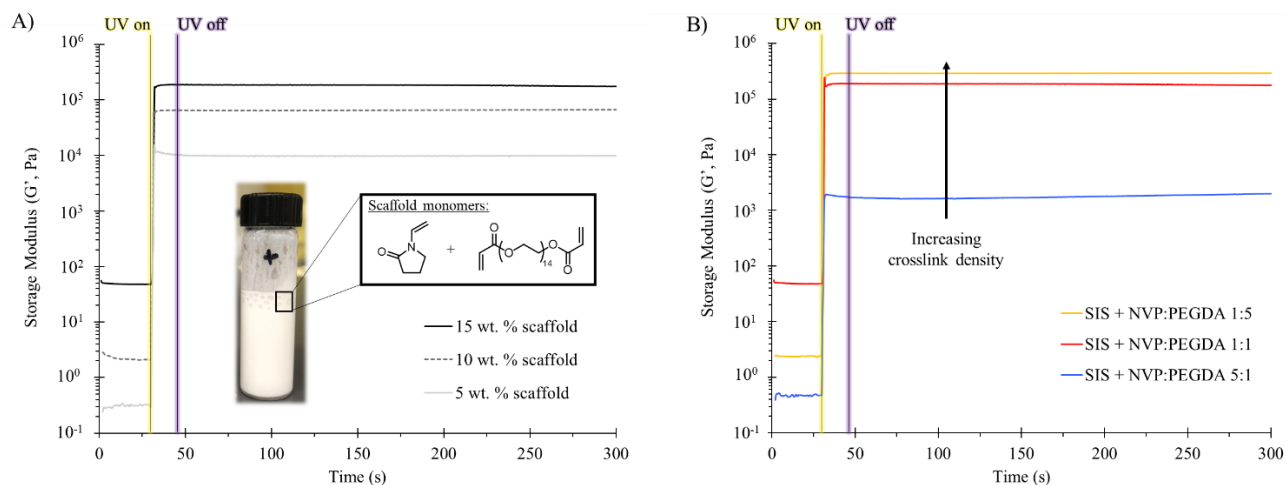 A)
UV on
UV off
10⁶
10⁵
10⁴
10³
10²
10¹
10⁰
10⁻¹
Storage Modulus (G', Pa)
Scaffold monomers:
N
O
+
O
O
O
O
14
15 wt. % scaffold
10 wt. % scaffold
5 wt. % scaffold
0 50 100 150 200 250 300
Time (s)
B)
UV on
UV off
10⁶
10⁵
10⁴
10³
10²
10¹
10⁰
10⁻¹
Storage Modulus (G', Pa)
Increasing
crosslink density
SIS + NVP:PEGDA 1:5
SIS + NVP:PEGDA 1:1
SIS + NVP:PEGDA 5:1
0 50 100 150 200 250 300
Time (s)